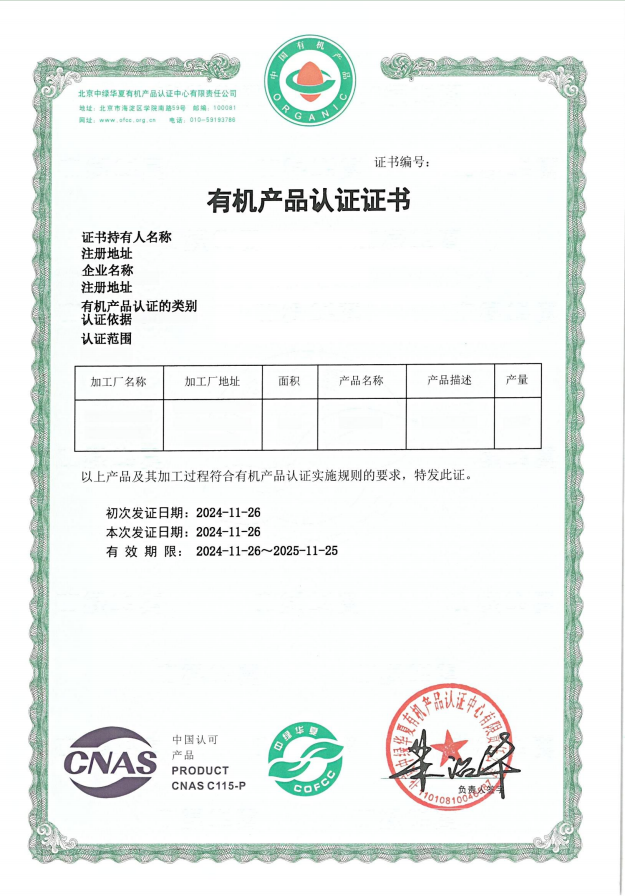 北京中绿华夏有机产品认证中心有限责任公司
地址：北京市海淀区学院南路59号 邮编：100081
网址：www.ofcc.org.cn 电话：010-59193786
中国有机产品
ORGANIC
证书编号：
有机产品认证证书
证书持有人名称
注册地址
企业名称
注册地址
有机产品认证的类别
认证依据
认证范围
加工厂名称 加工厂地址 面积 产品名称 产品描述 产量
以上产品及其加工过程符合有机产品认证实施规则的要求，特发此证。
初次发证日期：2024-11-26
本次发证日期：2024-11-26
有 效 期 限： 2024-11-26～2025-11-25
CNAS
中国认可
产品
PRODUCT
CNAS C115-P
中绿华夏
COFCC
中绿华夏有机产品认证中心有限
负责人